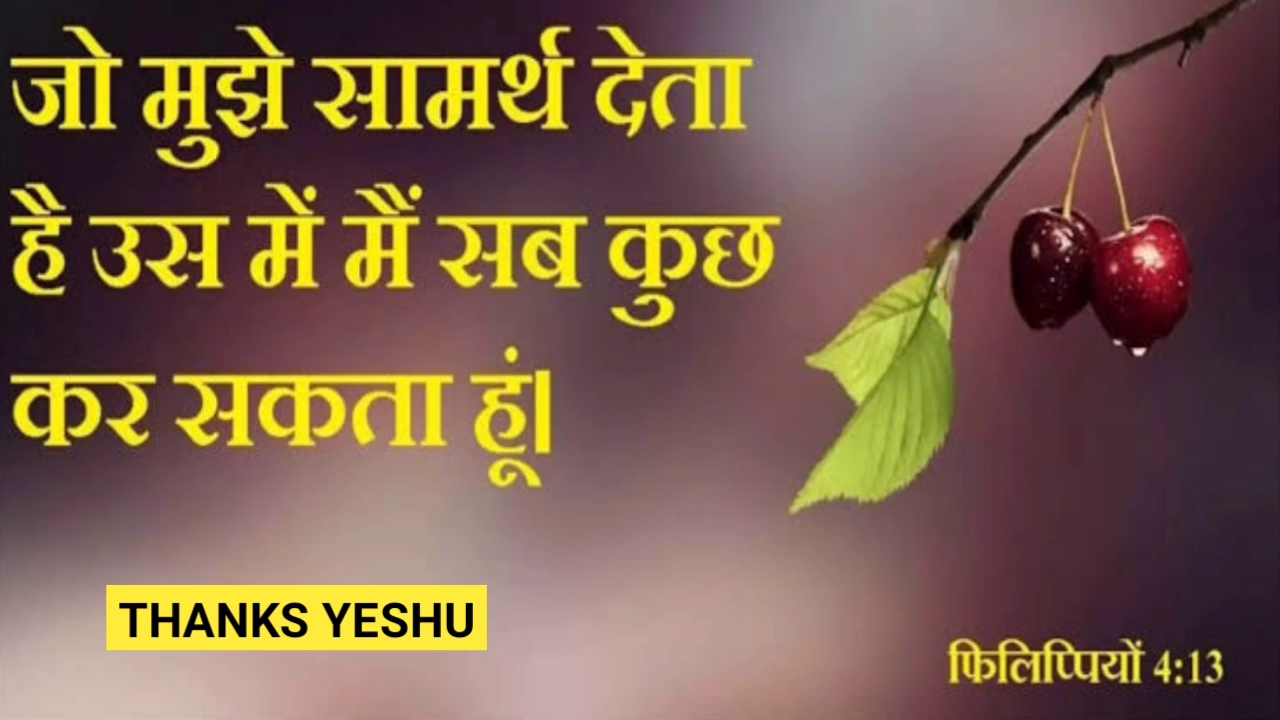 जो मुझे सामर्थ देता
है उस में मैं सब कुछ
कर सकता हूं।
THANKS YESHU
फिलिप्पियों 4:13